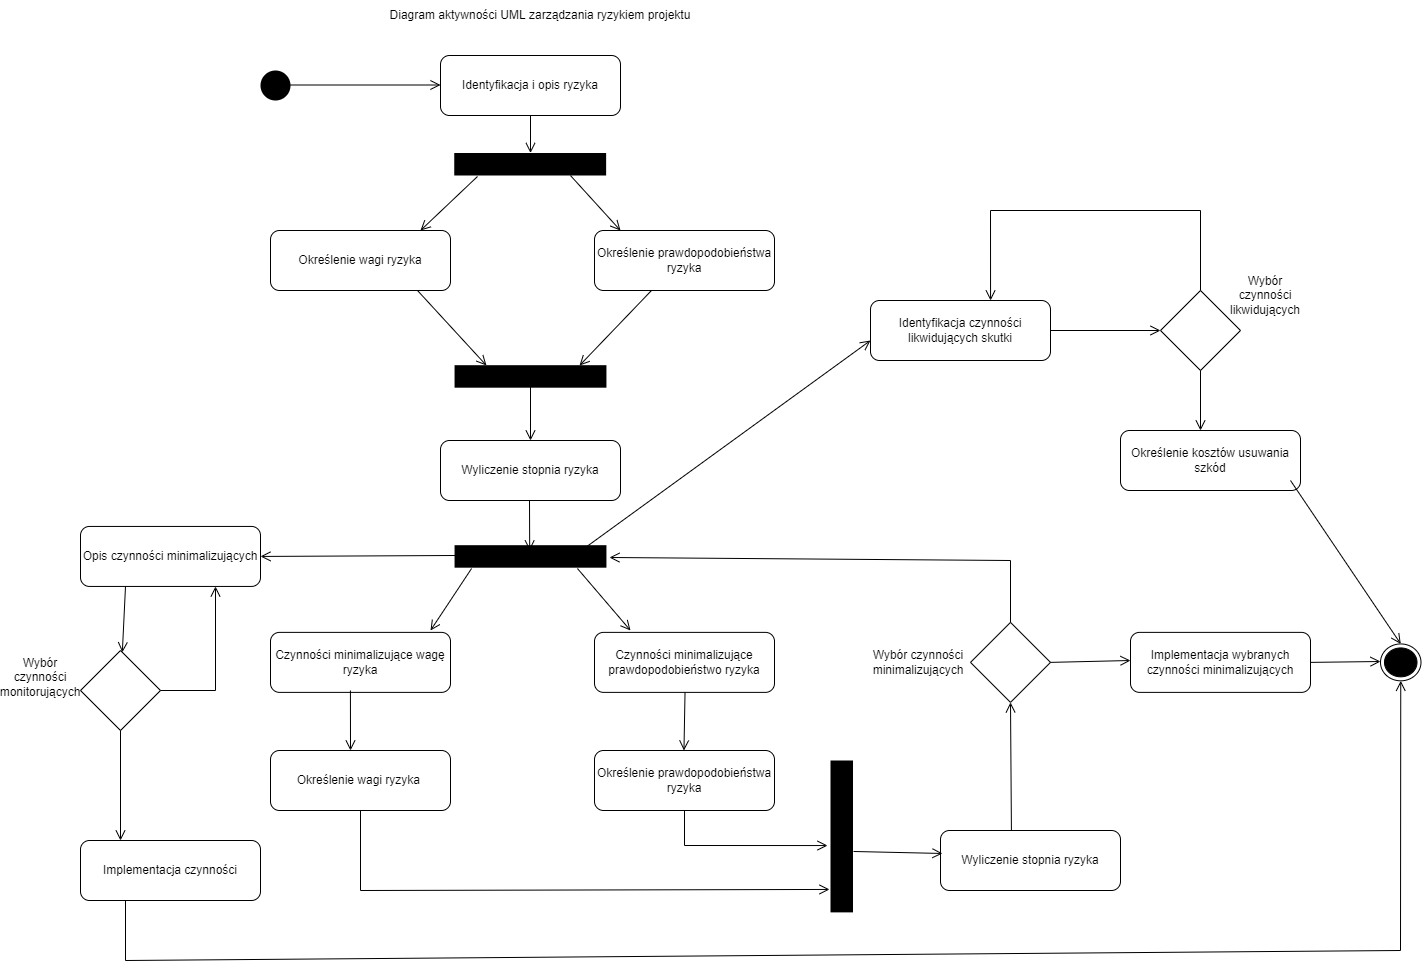 Diagram aktywności UML zarządzania ryzykiem projektu
Identyfikacja i opis ryzyka
Określenie wagi ryzyka
Określenie prawdopodobieństwa
ryzyka
Wybór
czynności
likwidujących
Identyfikacja czynności
likwidujących skutki
Określenie kosztów usuwania
szkód
Wyliczenie stopnia ryzyka
Opis czynności minimalizujących
Wybór
czynności
monitorujących
Czynności minimalizujące wagę
ryzyka
Czynności minimalizujące
prawdopodobieństwo ryzyka
Wybór czynności
minimalizujących
Implementacja wybranych
czynności minimalizujących
Określenie wagi ryzyka
Określenie prawdopodobieństwa
ryzyka
Implementacja czynności
Wyliczenie stopnia ryzyka